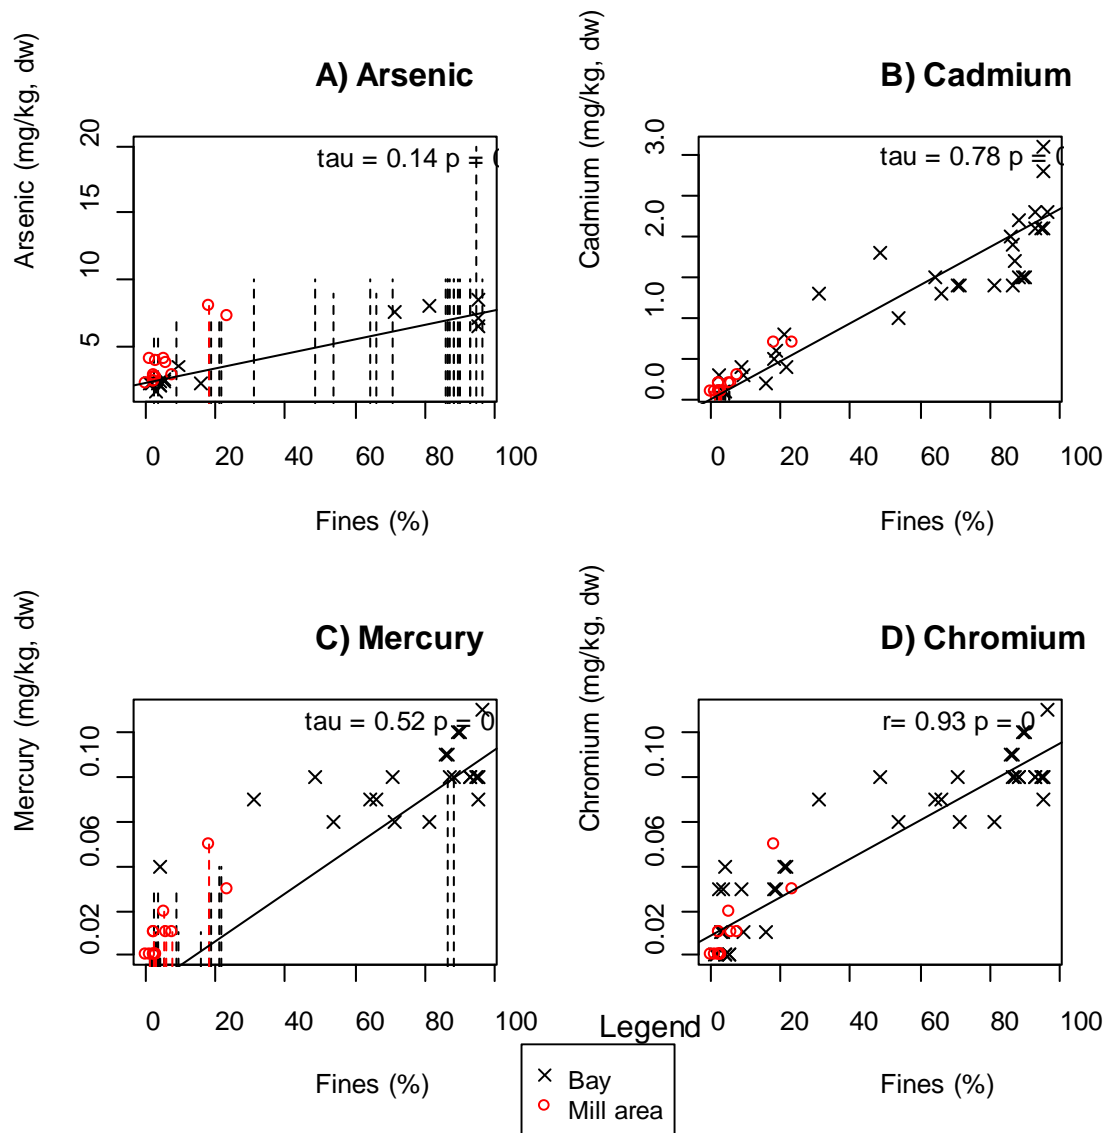 A) Arsenic
Arsenic (mg/kg, dw)
tau = 0.14 p = 0
20
15
10
5
0 20 40 60 80 100
Fines (%)
B) Cadmium
Cadmium (mg/kg, dw)
tau = 0.78 p = 0
3.0
2.0
1.0
0.0
0 20 40 60 80 100
Fines (%)
C) Mercury
Mercury (mg/kg, dw)
tau = 0.52 p = 0
0.10
0.06
0.02
0 20 40 60 80 100
Fines (%)
D) Chromium
Chromium (mg/kg, dw)
r= 0.93 p = 0
0.10
0.06
0.02
0 20 40 60 80 100
Fines (%)
Legend
Bay
Mill area